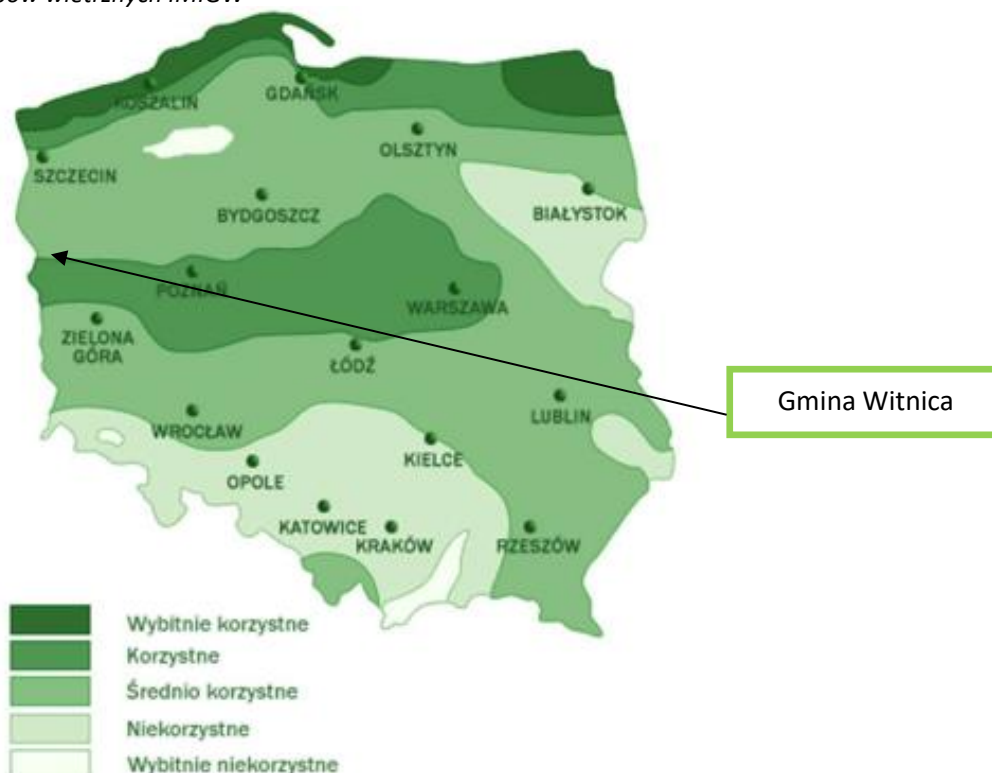 wietrznych
KOSZALIN
GDAŃSK
OLSZTYN
SZCZECIN
BIAŁYSTOK
BYDGOSZCZ
POZNAŃ
WARSZAWA
ZIELONA
GÓRA
ŁÓDŹ
Gmina Witnica
LUBLIN
WROCŁAW
KIELCE
OPOLE
KATOWICE
KRAKÓW
RZESZÓW
Wybitnie korzystne
Korzystne
Średnio korzystne
Niekorzystne
Wybitnie niekorzystne